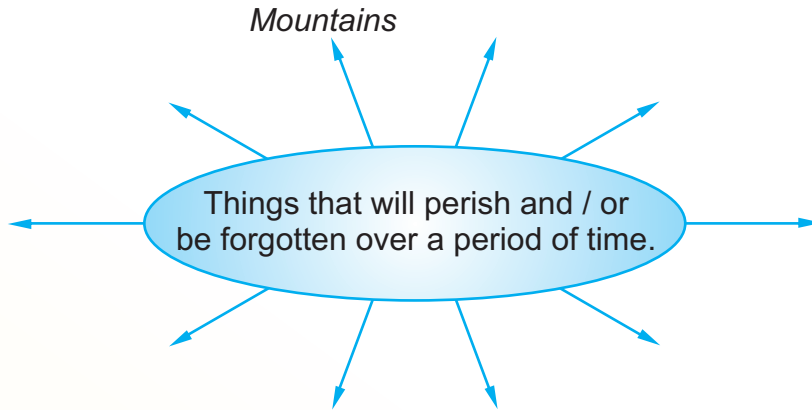 Mountains
Things that will perish and / or
be forgotten over a period of time.